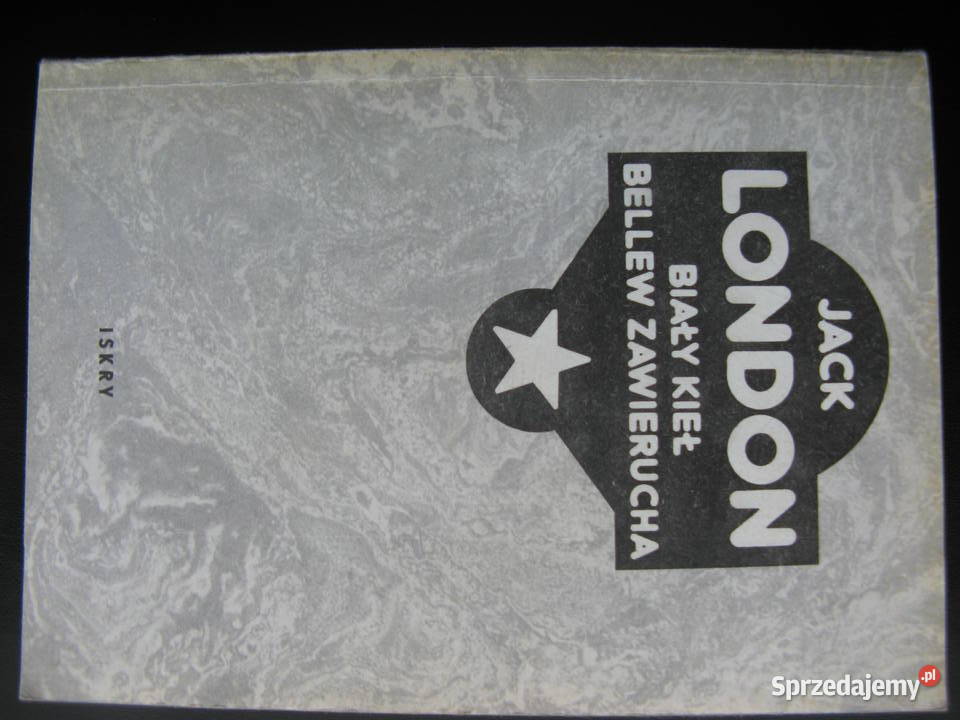 JACK
LONDON
BIAŁY KIEŁ
BELLEW ZAWIERUCHA
ISKRY
Sprzedajemy.pl